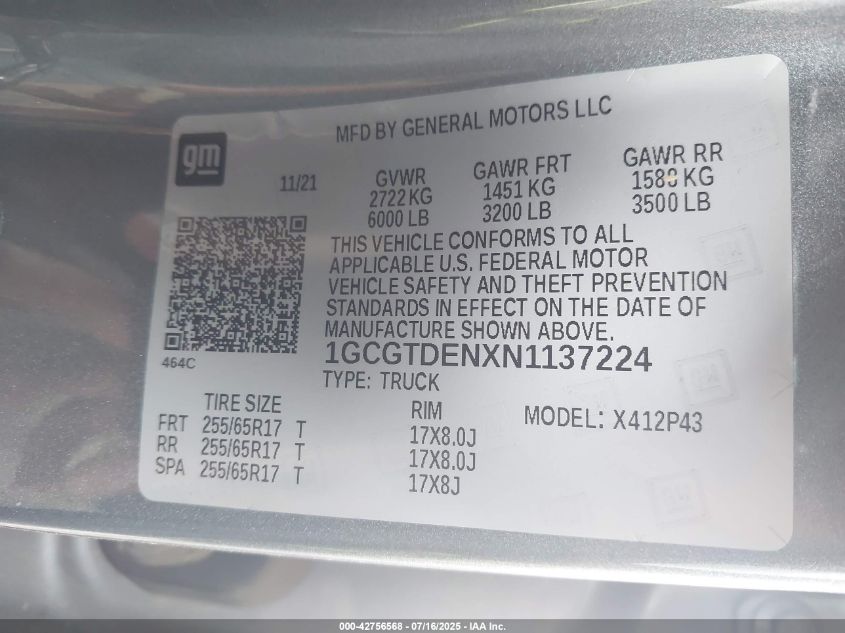 gm
MFD BY GENERAL MOTORS LLC
11/21
GVWR
2722 KG
6000 LB
GAWR FRT
1451 KG
3200 LB
GAWR RR
1588 KG
3500 LB
THIS VEHICLE CONFORMS TO ALL
APPLICABLE U.S. FEDERAL MOTOR
VEHICLE SAFETY AND THEFT PREVENTION
STANDARDS IN EFFECT ON THE DATE OF
MANUFACTURE SHOWN ABOVE.
464C
1GCGTDENXN1137224
TYPE: TRUCK
TIRE SIZE
RIM
MODEL: X412P43
FRT 255/65R17 T 17X8.0J
RR 255/65R17 T 17X8.0J
SPA 255/65R17 T 17X8J
000-42756568 - 07/16/2025 - IAA Inc.